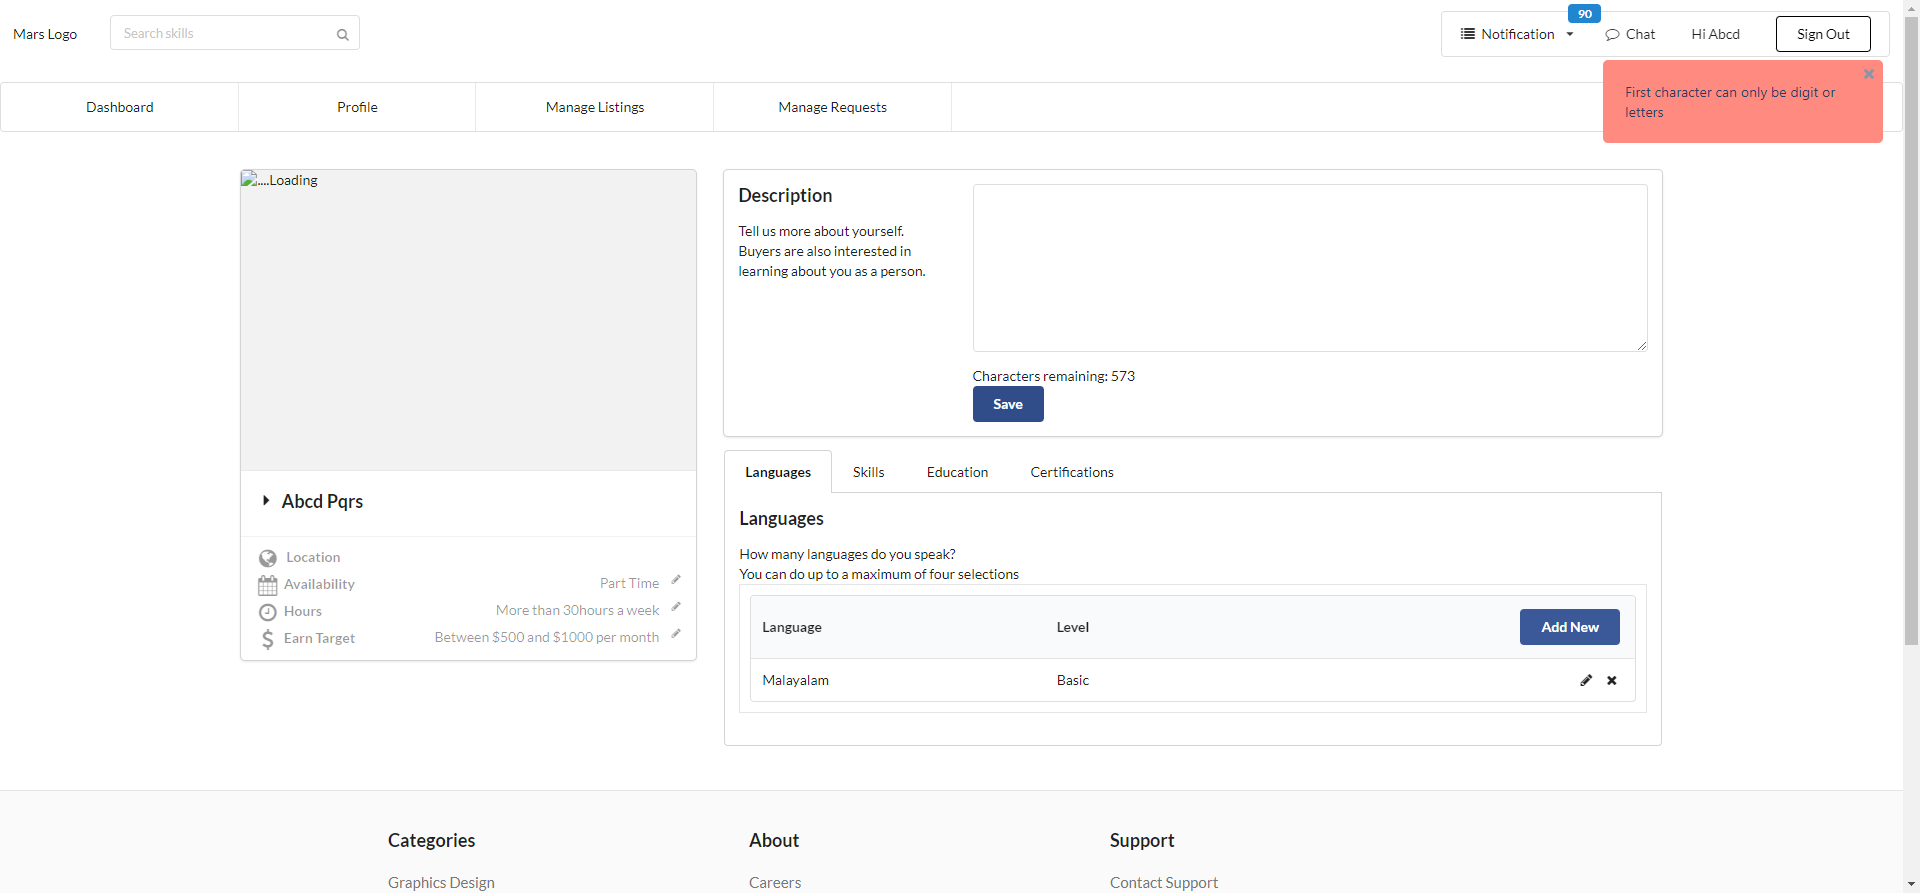 Mars Logo
Search skills
90
Notification
Chat
Hi Abcd
Sign Out
First character can only be digit or
letters
Dashboard
Profile
Manage Listings
Manage Requests
....Loading
Abcd Pqrs
Location
Availability
Part Time
Hours
More than 30hours a week
Earn Target
Between $500 and $1000 per month
Description
Tell us more about yourself.
Buyers are also interested in
learning about you as a person.
Characters remaining: 573
Save
Languages
Skills
Education
Certifications
Languages
How many languages do you speak?
You can do up to a maximum of four selections
Language
Level
Add New
Malayalam
Basic
Categories
About
Support
Graphics Design
Careers
Contact Support